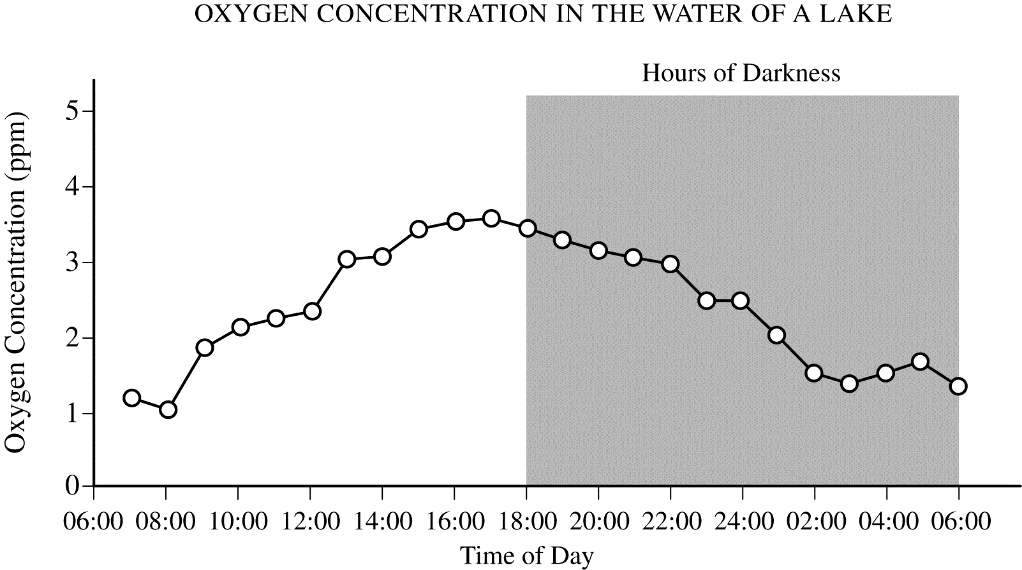 OXYGEN CONCENTRATION IN THE WATER OF A LAKE
Hours of Darkness
Oxygen Concentration (ppm)
5
4
3
2
1
0
06:00 08:00 10:00 12:00 14:00 16:00 18:00 20:00 22:00 24:00 02:00 04:00 06:00
Time of Day